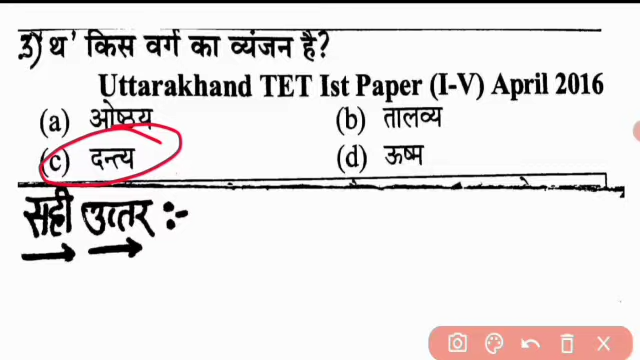 3) थ' किस वर्ग का व्यंजन है?
Uttarakhand TET Ist Paper (I-V) April 2016
(a) ओष्ठ्य (b) तालव्य
(c) दन्त्य (d) ऊष्म
सही उत्तर :-